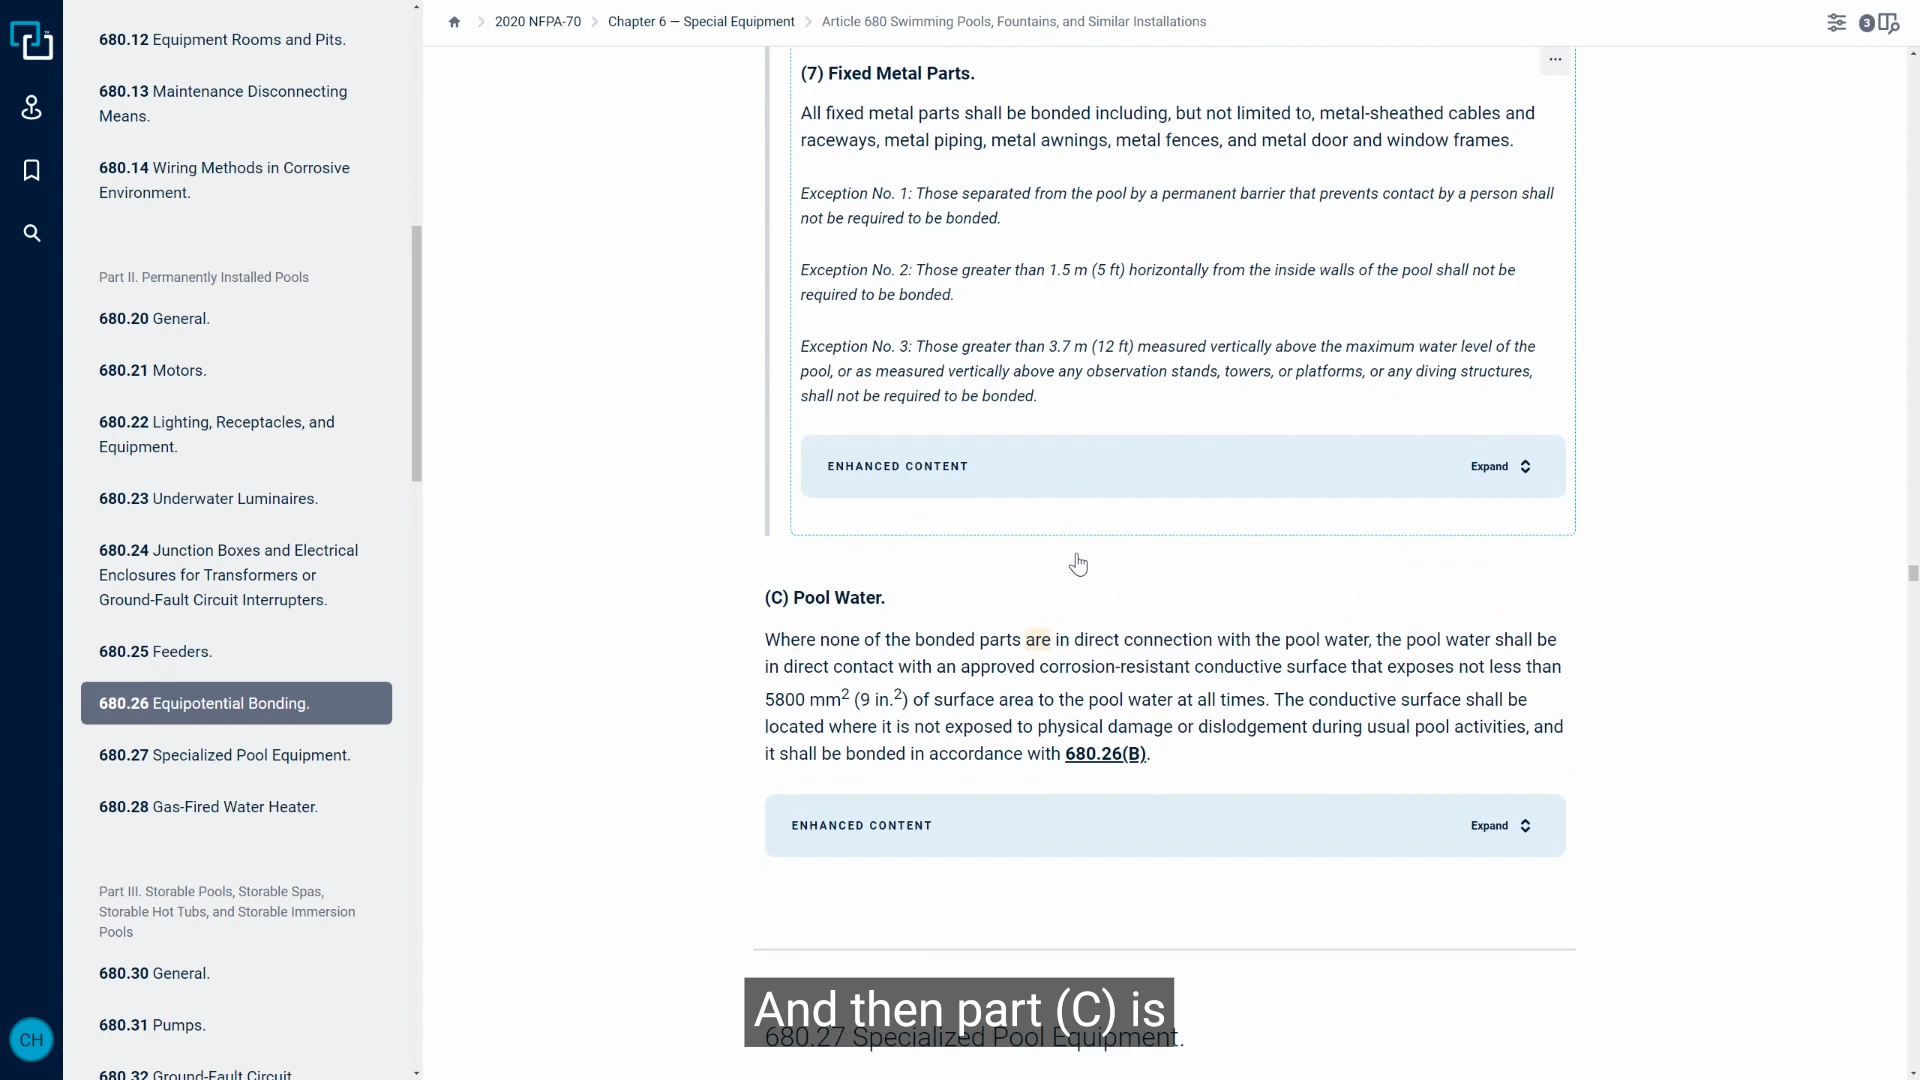 2020 NFPA-70
Chapter 6 — Special Equipment
Article 680 Swimming Pools, Fountains, and Similar Installations
3
680.12 Equipment Rooms and Pits.
680.13 Maintenance Disconnecting
Means.
680.14 Wiring Methods in Corrosive
Environment.
Part II. Permanently Installed Pools
680.20 General.
680.21 Motors.
680.22 Lighting, Receptacles, and
Equipment.
680.23 Underwater Luminaires.
680.24 Junction Boxes and Electrical
Enclosures for Transformers or
Ground-Fault Circuit Interrupters.
680.25 Feeders.
680.26 Equipotential Bonding.
680.27 Specialized Pool Equipment.
680.28 Gas-Fired Water Heater.
Part III. Storable Pools, Storable Spas,
Storable Hot Tubs, and Storable Immersion
Pools
680.30 General.
680.31 Pumps.
680.32 Ground-Fault Circuit
CH
(7) Fixed Metal Parts.
All fixed metal parts shall be bonded including, but not limited to, metal-sheathed cables and
raceways, metal piping, metal awnings, metal fences, and metal door and window frames.
Exception No. 1: Those separated from the pool by a permanent barrier that prevents contact by a person shall
not be required to be bonded.
Exception No. 2: Those greater than 1.5 m (5 ft) horizontally from the inside walls of the pool shall not be
required to be bonded.
Exception No. 3: Those greater than 3.7 m (12 ft) measured vertically above the maximum water level of the
pool, or as measured vertically above any observation stands, towers, or platforms, or any diving structures,
shall not be required to be bonded.
ENHANCED CONTENT
Expand
(C) Pool Water.
Where none of the bonded parts are in direct connection with the pool water, the pool water shall be
in direct contact with an approved corrosion-resistant conductive surface that exposes not less than
5800 mm² (9 in.²) of surface area to the pool water at all times. The conductive surface shall be
located where it is not exposed to physical damage or dislodgement during usual pool activities, and
it shall be bonded in accordance with 680.26(B).
ENHANCED CONTENT
Expand
And then part (C) is
680.27 Specialized Pool Equipment.